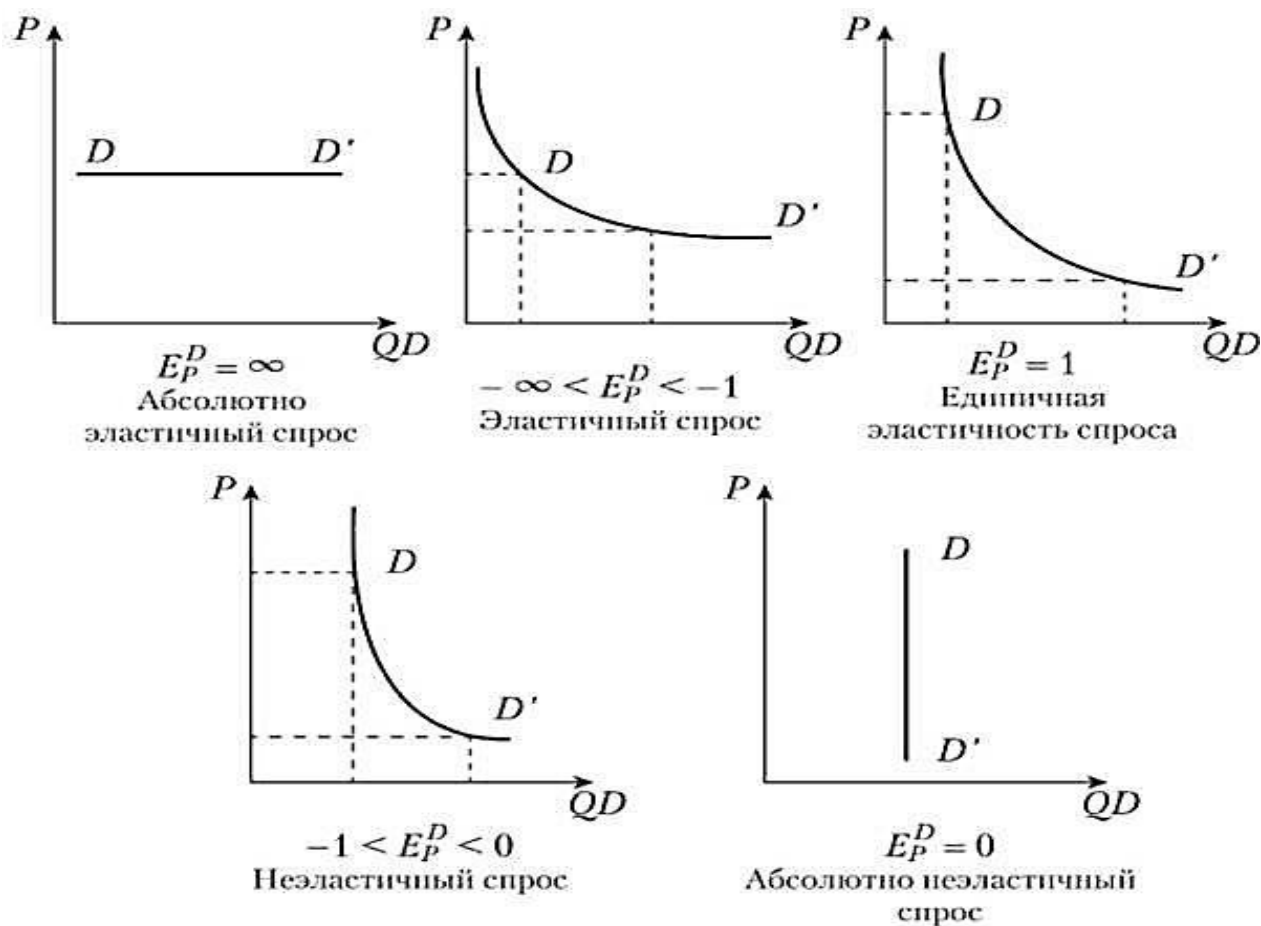 P
D D'
QD
E_P^D = ∞
Абсолютно
эластичный спрос
P
D
D'
QD
− ∞ < E_P^D < −1
Эластичный спрос
P
D
D'
QD
E_P^D = 1
Единичная
эластичность спроса
P
D
D'
QD
−1 < E_P^D < 0
Неэластичный спрос
P
D
D'
QD
E_P^D = 0
Абсолютно неэластичный
спрос